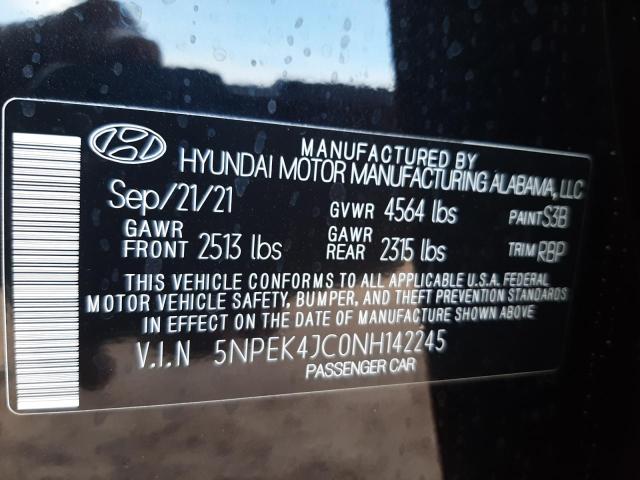 MANUFACTURED BY
HYUNDAI MOTOR MANUFACTURING ALABAMA, LLC
Sep/21/21 GVWR 4564 lbs PAINT S3B
GAWR FRONT 2513 lbs GAWR REAR 2315 lbs TRIM RBP
THIS VEHICLE CONFORMS TO ALL APPLICABLE U.S.A. FEDERAL
MOTOR VEHICLE SAFETY, BUMPER, AND THEFT PREVENTION STANDARDS
IN EFFECT ON THE DATE OF MANUFACTURE SHOWN ABOVE.
V.I.N 5NPEK4JC0NH142245
PASSENGER CAR